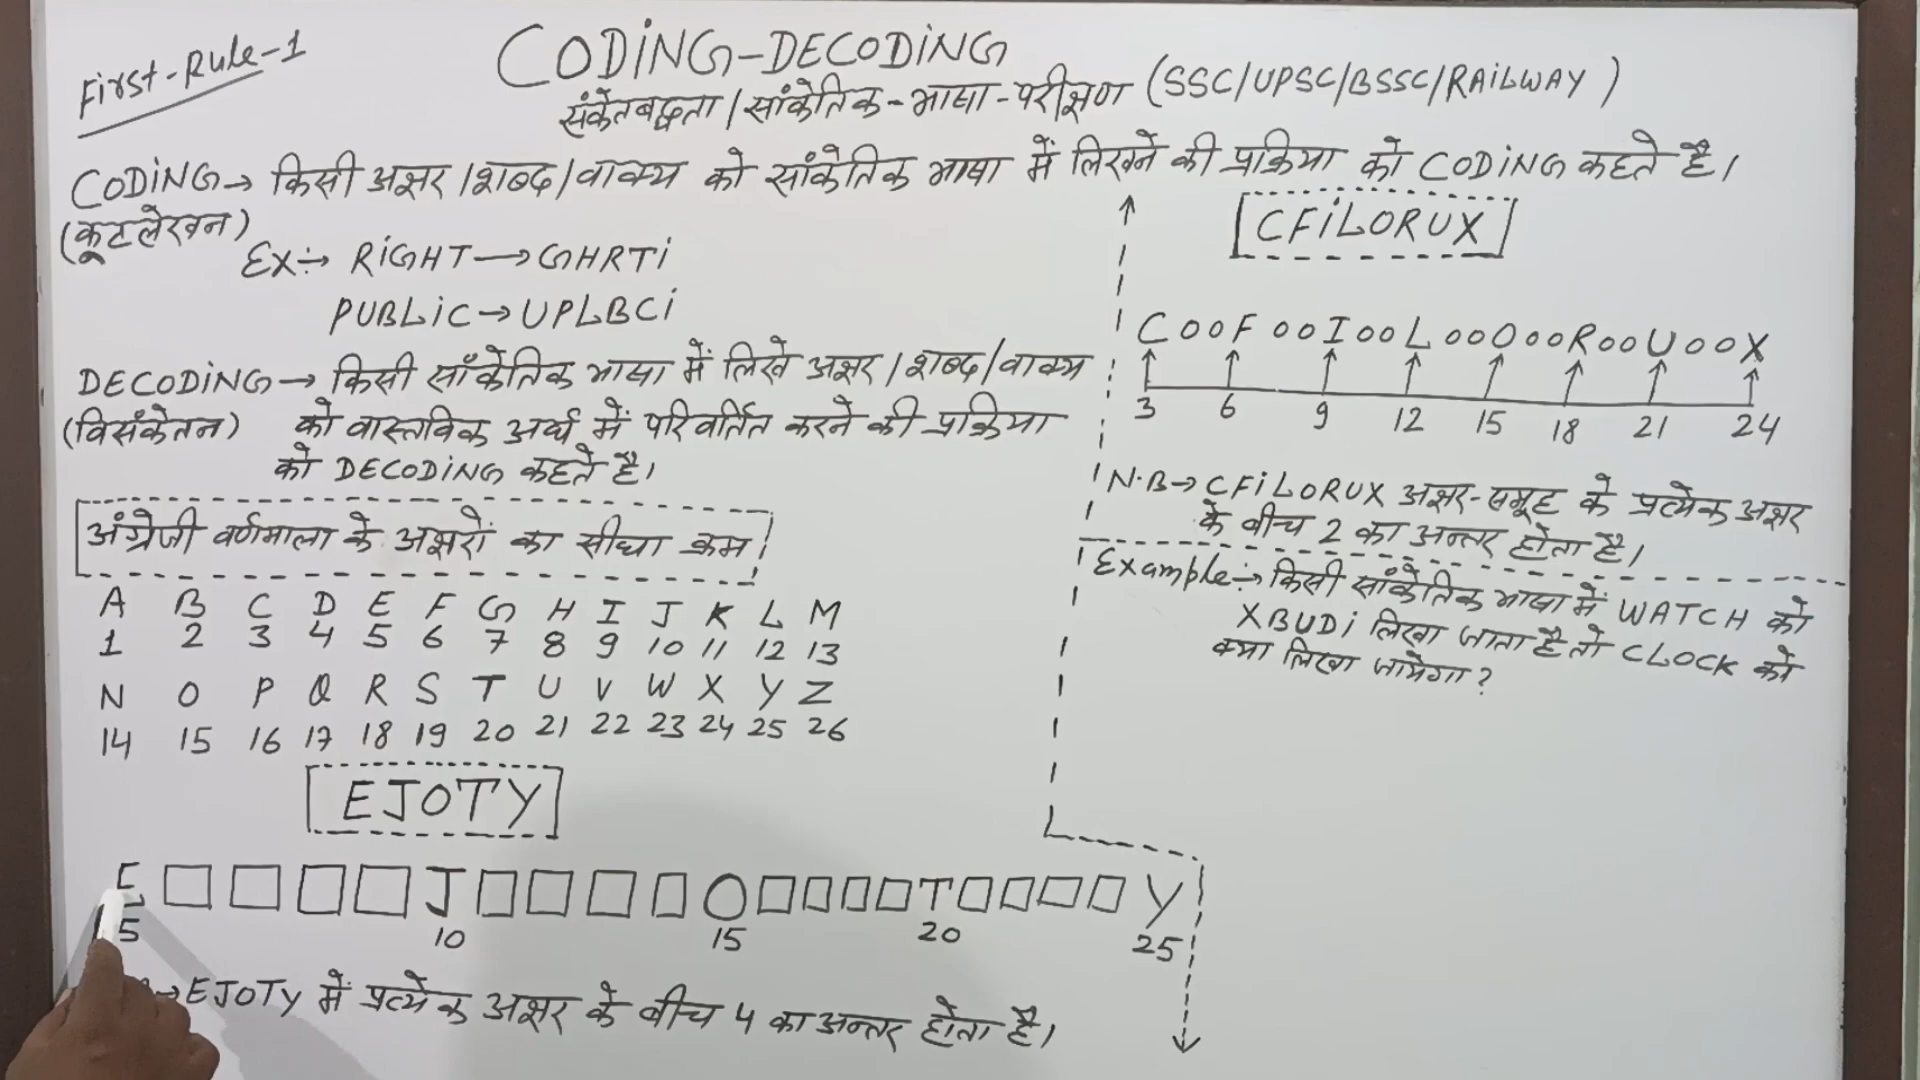 First-Rule-1
CODiNG-DECODiNG
संकेतबद्धता/सांकेतिक-भाषा-परीक्षण (SSC/UPSC/BSSC/RAiLWAY)
CODiNG→ किसी अक्षर/शब्द/वाक्य को सांकेतिक भाषा में लिखने की प्रक्रिया को CODiNG कहते है।
(कूटलेखन)
Ex:→ RiGHT→GHRTi
PUBLiC→UPLBCi
DECODiNG→ किसी साँकेतिक भाषा में लिखे अक्षर/शब्द/वाक्य
(विसंकेतन) को वास्तविक अर्थ में परिवर्तित करने की प्रक्रिया
को DECODiNG कहते है।
अंग्रेजी वर्णमाला के अक्षरों का सीधा क्रम
A B C D E F G H I J K L M
1 2 3 4 5 6 7 8 9 10 11 12 13
N O P Q R S T U V W X Y Z
14 15 16 17 18 19 20 21 22 23 24 25 26
[EJOTY]
E J O T Y
5 10 15 20 25
→EJOTY में प्रत्येक अक्षर के बीच 4 का अन्तर होता है।
[CFiLORUX]
C00F00I00L00O00R00U00X
3 6 9 12 15 18 21 24
N.B→ CFiLORUX अक्षर-समूह के प्रत्येक अक्षर
के बीच 2 का अन्तर होता है।
Example:→ किसी सांकेतिक भाषा में WATCH को
XBUDi लिखा जाता है तो CLOCK को
क्या लिखा जायेगा?